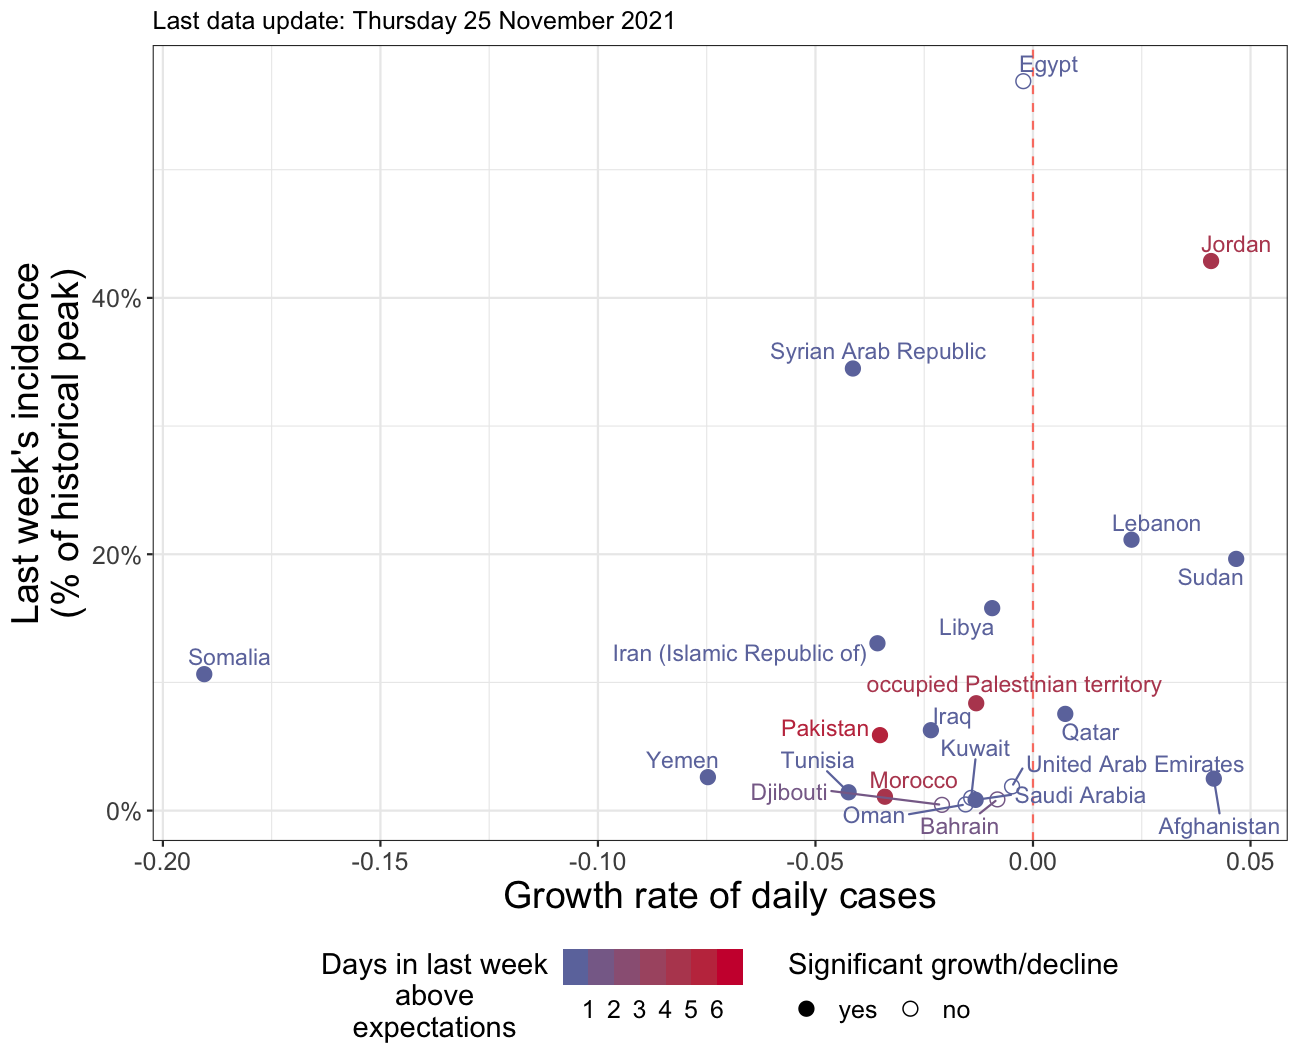 Last data update: Thursday 25 November 2021
Last week's incidence
(% of historical peak)
40%
20%
0%
Egypt
Jordan
Syrian Arab Republic
Lebanon
Sudan
Libya
Iran (Islamic Republic of)
Somalia
occupied Palestinian territory
Iraq
Pakistan
Qatar
Kuwait
Yemen
Tunisia
United Arab Emirates
Morocco
Djibouti
Saudi Arabia
Oman
Bahrain
Afghanistan
-0.20 -0.15 -0.10 -0.05 0.00 0.05
Growth rate of daily cases
Days in last week
above
expectations
1 2 3 4 5 6
Significant growth/decline
yes no